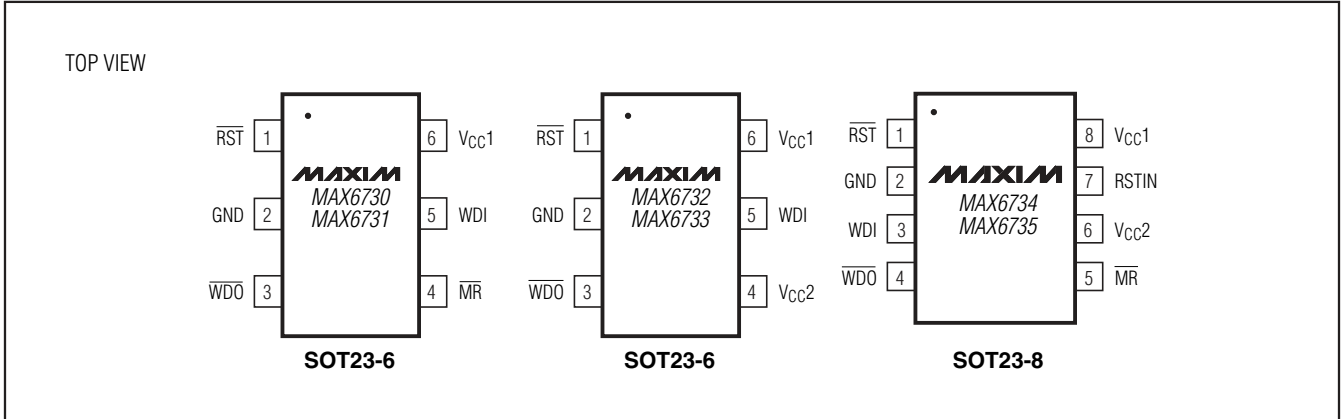 TOP VIEW
RST 1
GND 2
WDO 3
6 VCC1
5 WDI
4 MR
MAXIM
MAX6730
MAX6731
SOT23-6
RST 1
GND 2
WDO 3
6 VCC1
5 WDI
4 VCC2
MAXIM
MAX6732
MAX6733
SOT23-6
RST 1
GND 2
WDI 3
WDO 4
8 VCC1
7 RSTIN
6 VCC2
5 MR
MAXIM
MAX6734
MAX6735
SOT23-8